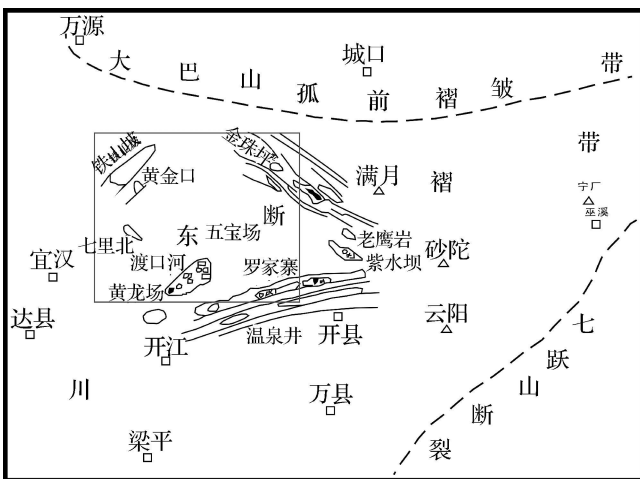 万源
城口
大巴山孤前褶皱带
铁山坡
金珠坪
黄金口
满月
褶
带
宁厂
巫溪
断
东
五宝场
七里北
老鹰岩
砂陀
宜汉
渡口河
罗家寨
紫水坝
黄龙场
达县
云阳
七跃山断裂
开江
温泉井
开县
川
万县
梁平